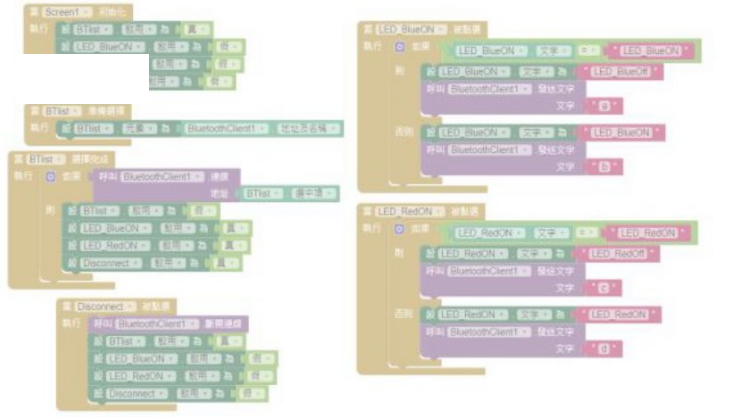 當 Screen1 初始化
執行 設 BTlist 啟用 為 真
設 LED_BlueON 啟用 為 假
啟用 為 假
啟用 為 假
當 BTlist 準備選擇
執行 設 BTlist 元素 為 BluetoothClient1 地址及名稱
當 BTlist 選擇完成
執行 如果 呼叫 BluetoothClient1 連線
地址 BTlist 選中項
則 設 BTlist 啟用 為 假
設 LED_BlueON 啟用 為 真
設 LED_RedON 啟用 為 真
設 Disconnect 啟用 為 真
當 Disconnect 被點選
執行 呼叫 BluetoothClient1 斷開連線
設 BTlist 啟用 為 真
設 LED_BlueON 啟用 為 假
設 LED_RedON 啟用 為 假
設 Disconnect 啟用 為 假
當 LED_BlueON 被點選
執行 如果 LED_BlueON 文字 = " LED_BlueON "
則 設 LED_BlueON 文字 為 " LED_BlueOff "
呼叫 BluetoothClient1 發送文字
文字 " a "
否則 設 LED_BlueON 文字 為 " LED_BlueON "
呼叫 BluetoothClient1 發送文字
文字 " b "
當 LED_RedON 被點選
執行 如果 LED_RedON 文字 = " LED_RedON "
則 設 LED_RedON 文字 為 " LED_RedOff "
呼叫 BluetoothClient1 發送文字
文字 " c "
否則 設 LED_RedON 文字 為 " LED_RedON "
呼叫 BluetoothClient1 發送文字
文字 " d "